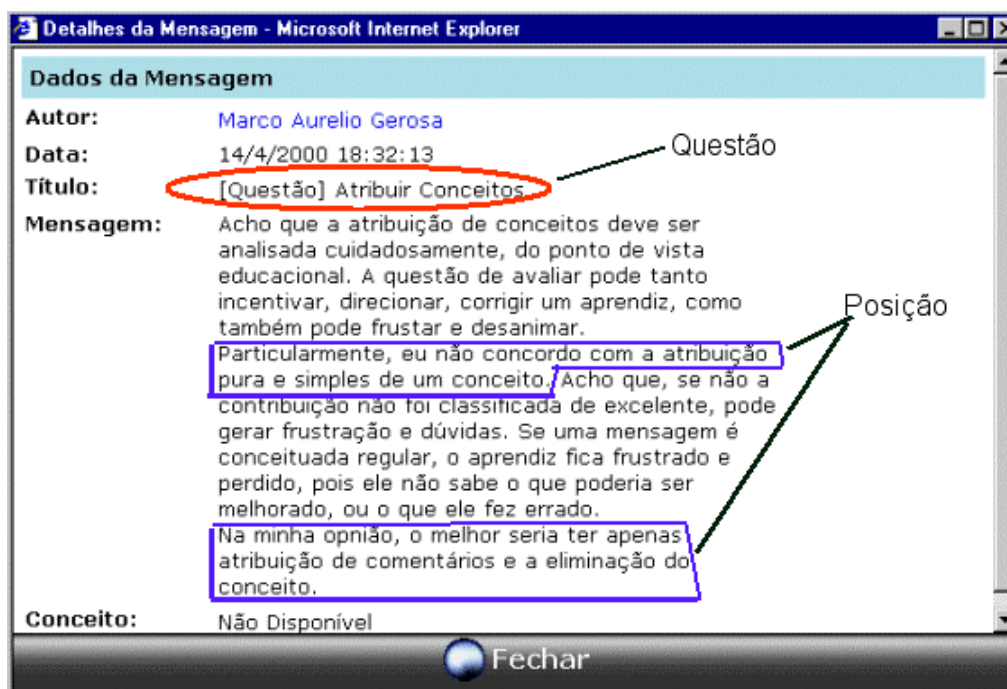 Detalhes da Mensagem - Microsoft Internet Explorer
Dados da Mensagem
Autor: Marco Aurelio Gerosa
Data: 14/4/2000 18:32:13
Questão
Título: [Questão] Atribuir Conceitos
Mensagem: Acho que a atribuição de conceitos deve ser
analisada cuidadosamente, do ponto de vista
educacional. A questão de avaliar pode tanto
incentivar, direcionar, corrigir um aprendiz, como
também pode frustar e desanimar.
Posição
Particularmente, eu não concordo com a atribuição
pura e simples de um conceito. Acho que, se não a
contribuição não foi classificada de excelente, pode
gerar frustração e dúvidas. Se uma mensagem é
conceituada regular, o aprendiz fica frustrado e
perdido, pois ele não sabe o que poderia ser
melhorado, ou o que ele fez errado.
Na minha opnião, o melhor seria ter apenas
atribuição de comentários e a eliminação do
conceito.
Conceito: Não Disponível
Fechar